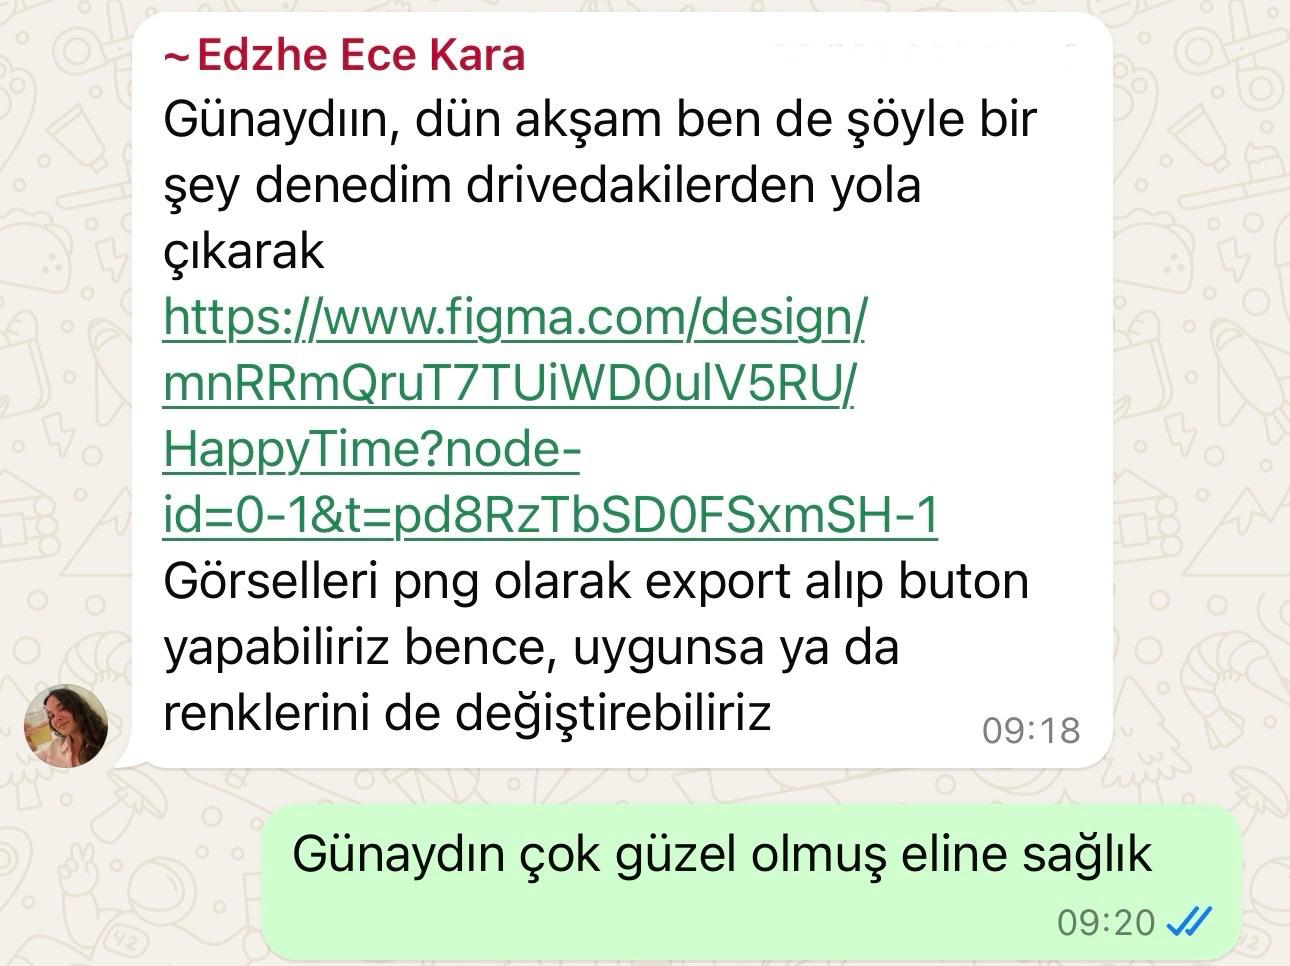 ~Edzhe Ece Kara
Günaydıın, dün akşam ben de şöyle bir
şey denedim drivedakilerden yola
çıkarak
https://www.figma.com/design/
mnRRmQruT7TUiWD0ulV5RU/
HappyTime?node-
id=0-1&t=pd8RzTbSD0FSxmSH-1
Görselleri png olarak export alıp buton
yapabiliriz bence, uygunsa ya da
renklerini de değiştirebiliriz
09:18
Günaydın çok güzel olmuş eline sağlık
09:20